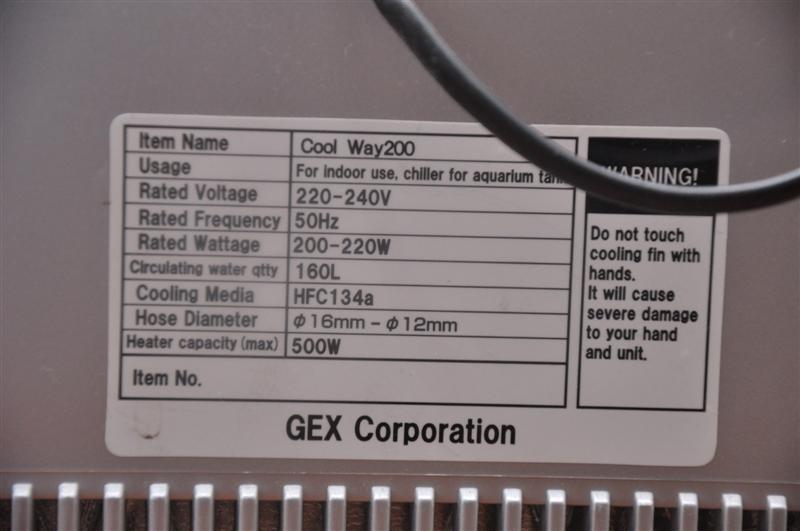 Item Name Cool Way200
Usage For indoor use, chiller for aquarium
Rated Voltage 220-240V
Rated Frequency 50Hz
Rated Wattage 200-220W
Circulating water qtty 160L
Cooling Media HFC134a
Hose Diameter φ16mm-φ12mm
Heater capacity (max) 500W
Item No.
WARNING!
Do not touch
cooling fin with
hands.
It will cause
severe damage
to your hand
and unit.
GEX Corporation